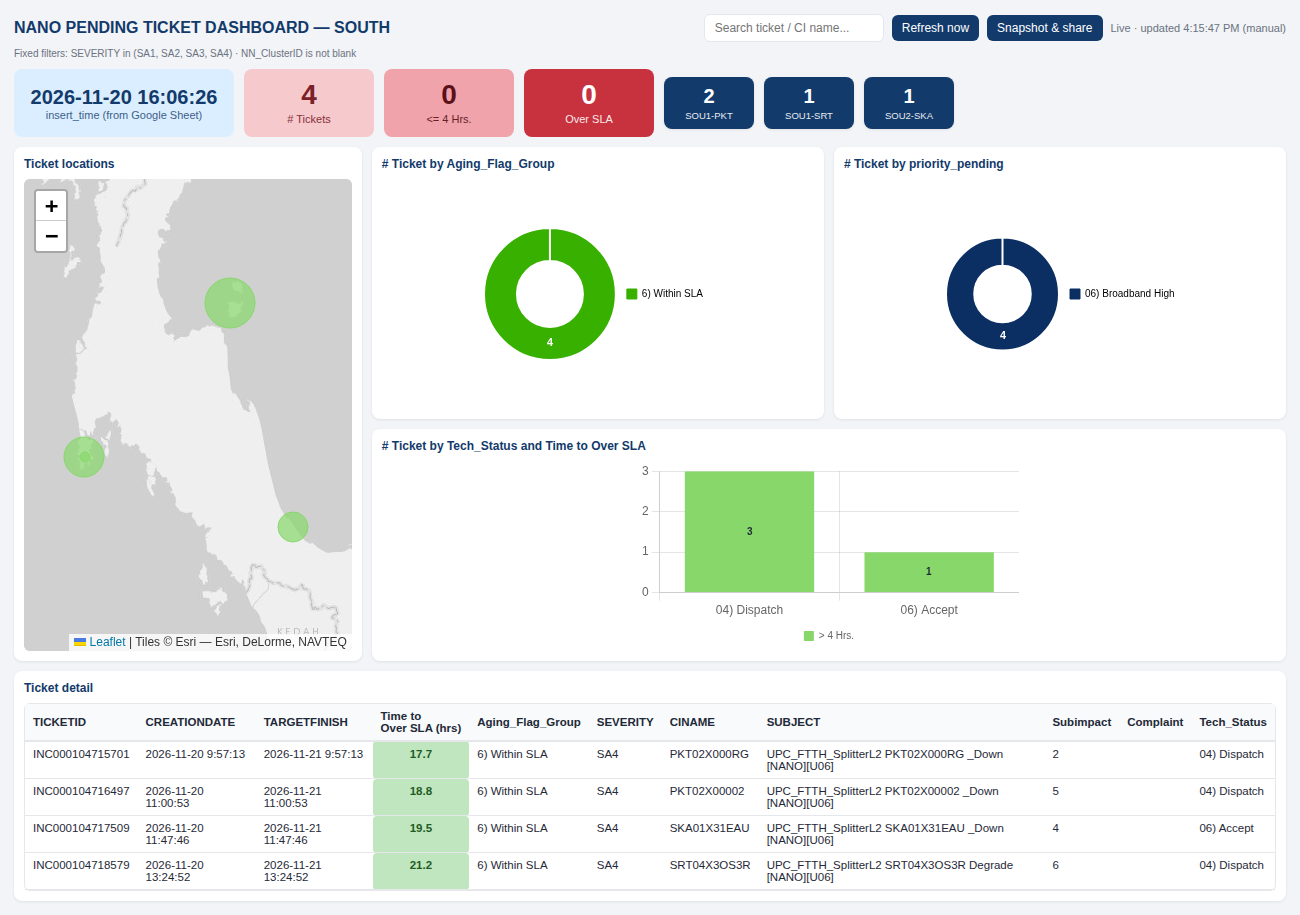 NANO PENDING TICKET DASHBOARD — SOUTH
Search ticket / CI name...
Refresh now
Snapshot & share
Live · updated 4:15:47 PM (manual)
Fixed filters: SEVERITY in (SA1, SA2, SA3, SA4) · NN_ClusterID is not blank
2026-11-20 16:06:26
insert_time (from Google Sheet)
4
# Tickets
0
<= 4 Hrs.
0
Over SLA
2
SOU1-PKT
1
SOU1-SRT
1
SOU2-SKA
Ticket locations
+
−
KEDAH
Leaflet | Tiles © Esri — Esri, DeLorme, NAVTEQ
# Ticket by Aging_Flag_Group
4
6) Within SLA
# Ticket by priority_pending
4
06) Broadband High
# Ticket by Tech_Status and Time to Over SLA
3
2
1
0
3
1
04) Dispatch
06) Accept
> 4 Hrs.
Ticket detail
TICKETID CREATIONDATE TARGETFINISH Time to Over SLA (hrs) Aging_Flag_Group SEVERITY CINAME SUBJECT Subimpact Complaint Tech_Status
INC000104715701 2026-11-20 9:57:13 2026-11-21 9:57:13 17.7 6) Within SLA SA4 PKT02X000RG UPC_FTTH_SplitterL2 PKT02X000RG _Down [NANO][U06] 2 04) Dispatch
INC000104716497 2026-11-20 11:00:53 2026-11-21 11:00:53 18.8 6) Within SLA SA4 PKT02X00002 UPC_FTTH_SplitterL2 PKT02X00002 _Down [NANO][U06] 5 04) Dispatch
INC000104717509 2026-11-20 11:47:46 2026-11-21 11:47:46 19.5 6) Within SLA SA4 SKA01X31EAU UPC_FTTH_SplitterL2 SKA01X31EAU _Down [NANO][U06] 4 06) Accept
INC000104718579 2026-11-20 13:24:52 2026-11-21 13:24:52 21.2 6) Within SLA SA4 SRT04X3OS3R UPC_FTTH_SplitterL2 SRT04X3OS3R Degrade [NANO][U06] 6 04) Dispatch